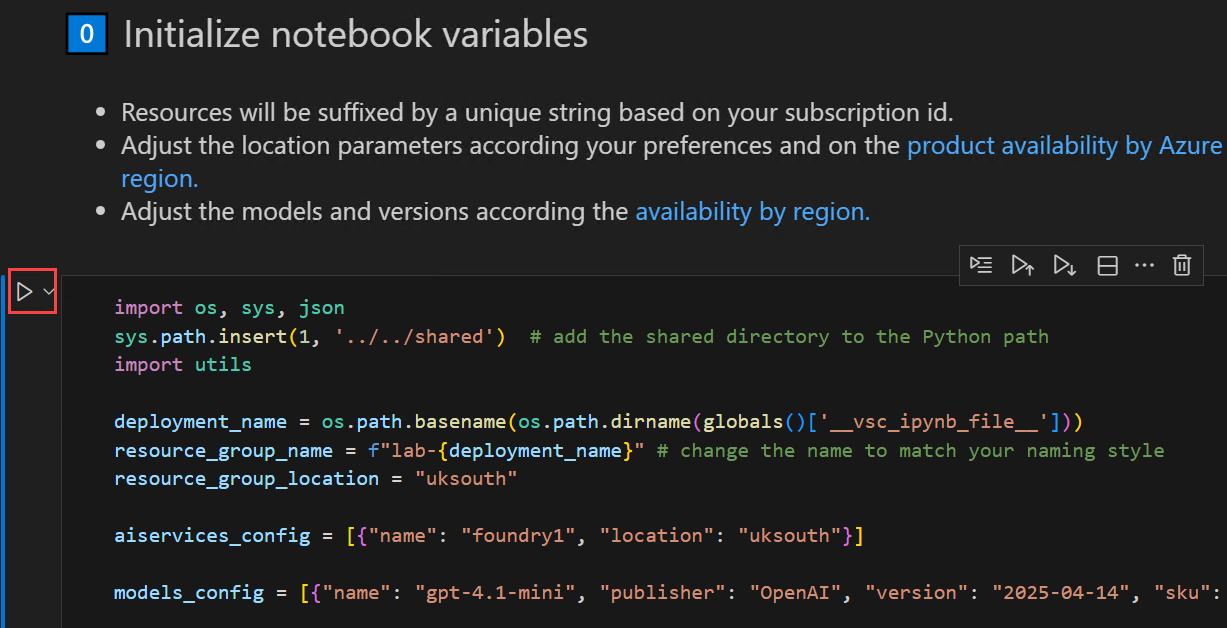 0 Initialize notebook variables
• Resources will be suffixed by a unique string based on your subscription id.
• Adjust the location parameters according your preferences and on the product availability by Azure
region.
• Adjust the models and versions according the availability by region.
import os, sys, json
sys.path.insert(1, '../../shared')  # add the shared directory to the Python path
import utils
deployment_name = os.path.basename(os.path.dirname(globals()['__vsc_ipynb_file__']))
resource_group_name = f"lab-{deployment_name}" # change the name to match your naming style
resource_group_location = "uksouth"
aiservices_config = [{"name": "foundry1", "location": "uksouth"}]
models_config = [{"name": "gpt-4.1-mini", "publisher": "OpenAI", "version": "2025-04-14", "sku":